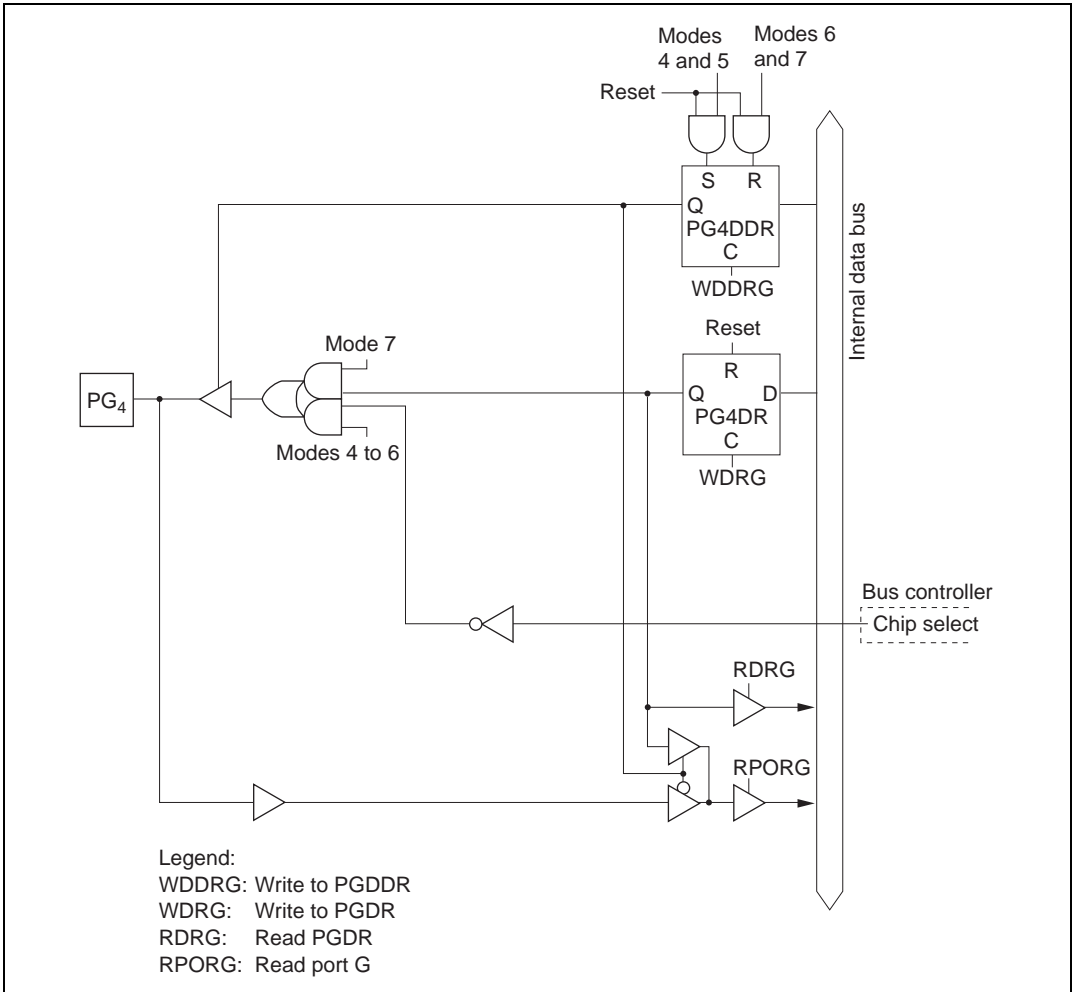 Modes
4 and 5
Modes 6
and 7
Reset
S R
Q
PG4DDR
C
WDDRG
Internal data bus
Reset
Mode 7
R
PG4
Q D
PG4DR
C
Modes 4 to 6
WDRG
Bus controller
Chip select
RDRG
RPORG
Legend:
WDDRG: Write to PGDDR
WDRG: Write to PGDR
RDRG: Read PGDR
RPORG: Read port G